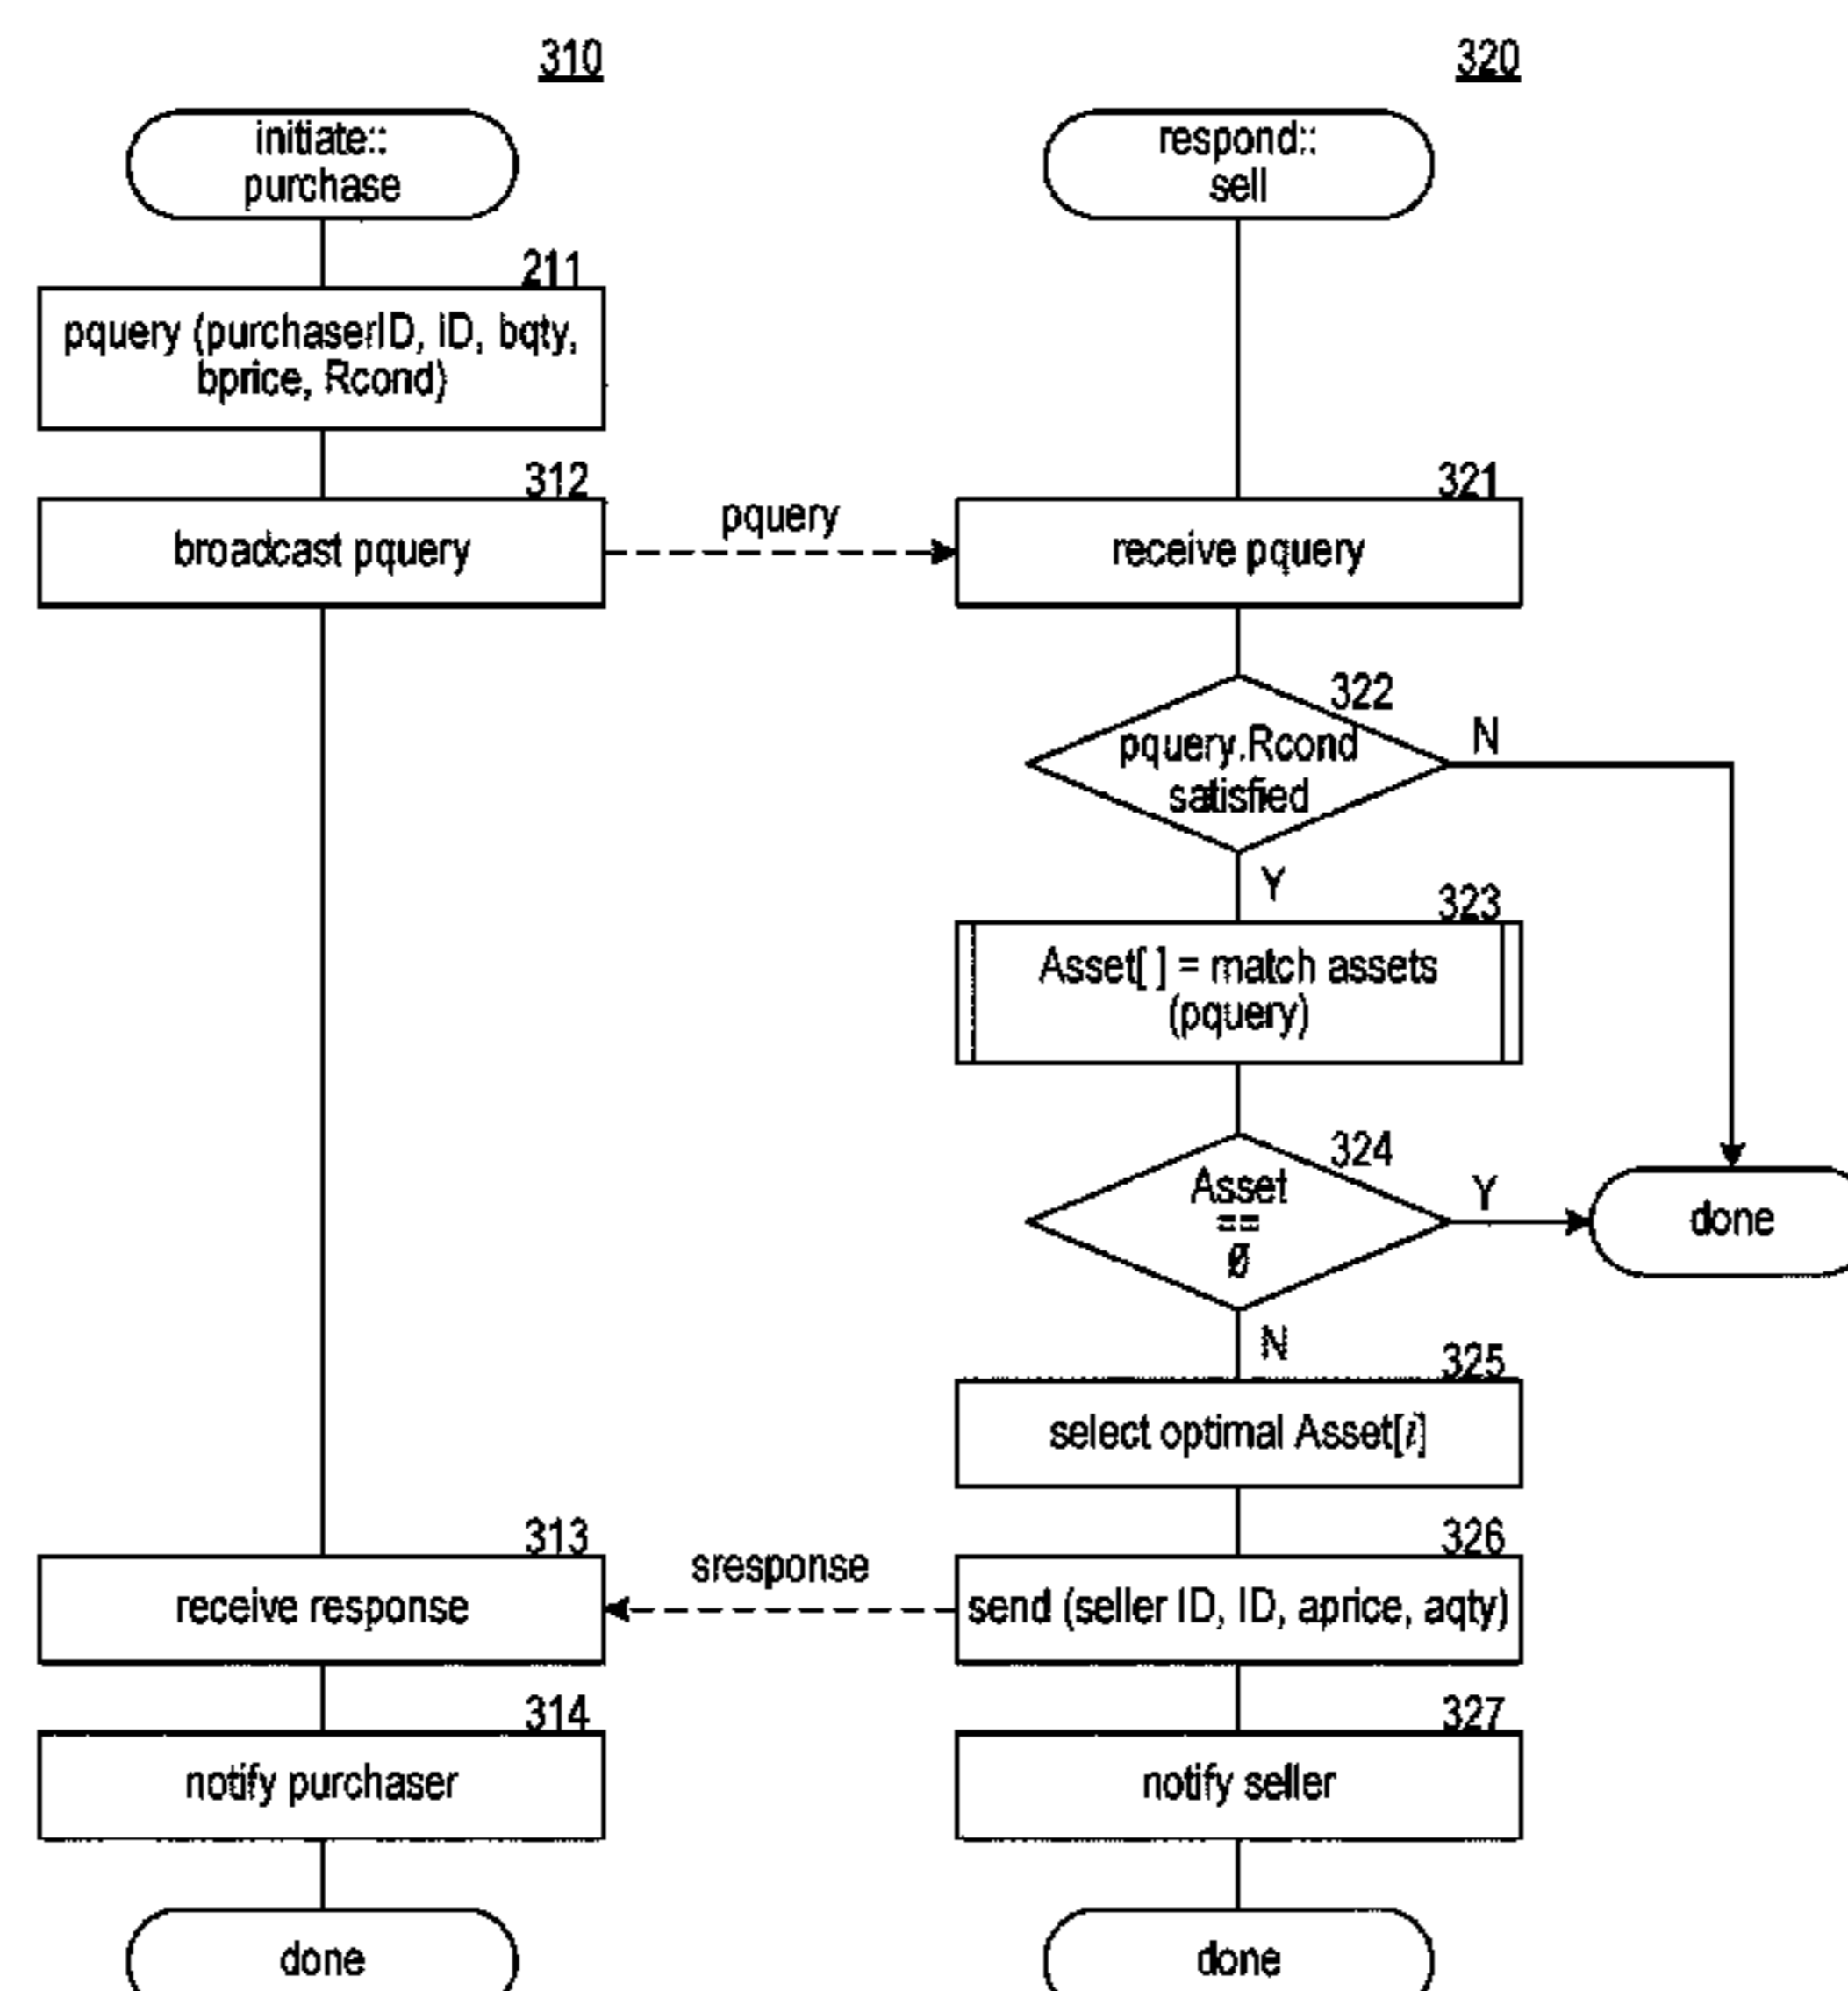 310
initiate::
purchase
211
pquery (purchaserID, ID, bqty,
bprice, Rcond)
312
broadcast pquery
pquery
320
respond::
sell
321
receive pquery
322
pquery.Rcond
satisfied
N
Y
323
Asset[ ] = match assets
(pquery)
324
Asset
==
Ø
Y
done
N
325
select optimal Asset[i]
326
send (seller ID, ID, aprice, aqty)
sresponse
313
receive response
314
notify purchaser
done
327
notify seller
done